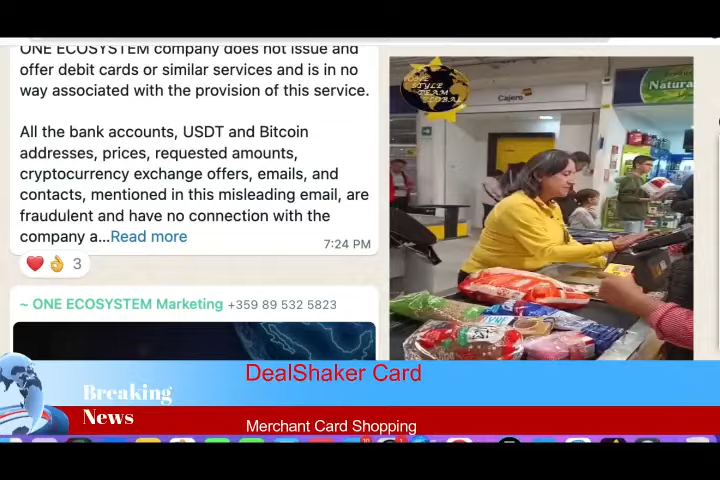 ONE ECOSYSTEM company does not issue and
offer debit cards or similar services and is in no
way associated with the provision of this service.
All the bank accounts, USDT and Bitcoin
addresses, prices, requested amounts,
cryptocurrency exchange offers, emails, and
contacts, mentioned in this misleading email, are
fraudulent and have no connection with the
company a...Read more
7:24 PM
❤️👌 3
~ ONE ECOSYSTEM Marketing +359 89 532 5823
STYLE
TEAM
GLOBAL
Cajero
Natura
DealShaker Card
Breaking
News
Merchant Card Shopping